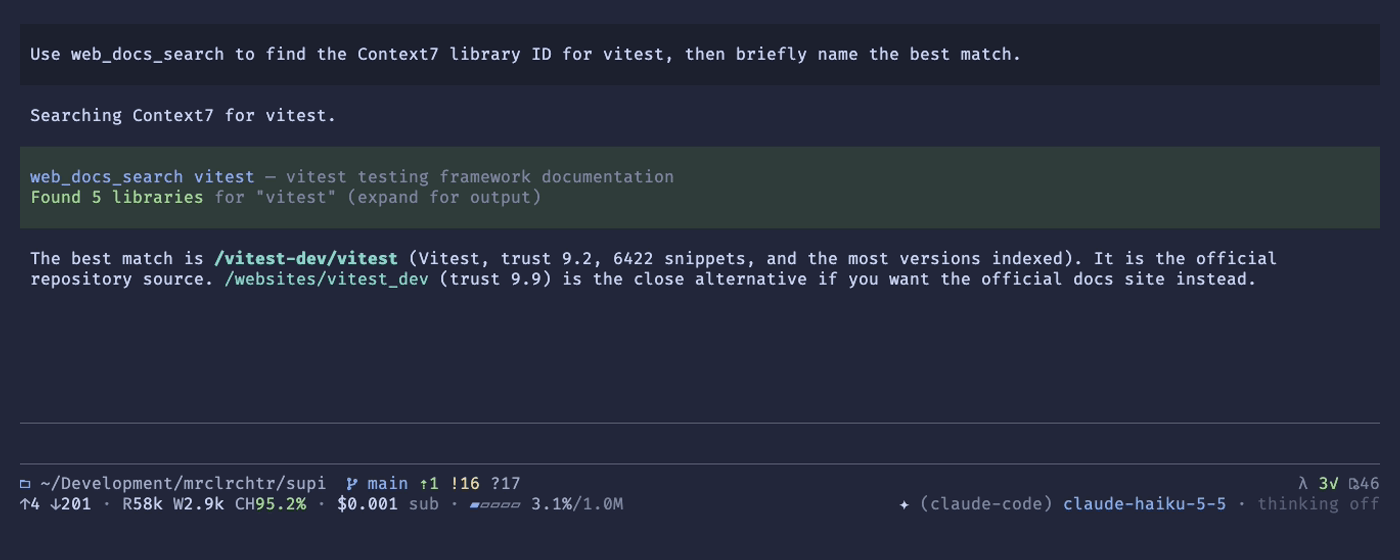 Use web_docs_search to find the Context7 library ID for vitest, then briefly name the best match.
Searching Context7 for vitest.
web_docs_search vitest — vitest testing framework documentation
Found 5 libraries for "vitest" (expand for output)
The best match is /vitest-dev/vitest (Vitest, trust 9.2, 6422 snippets, and the most versions indexed). It is the official
repository source. /websites/vitest_dev (trust 9.9) is the close alternative if you want the official docs site instead.
~/Development/mrclrchtr/supi main ↑1 !16 ?17 λ 3√ 46
↑4 ↓201 · R58k W2.9k CH95.2% · $0.001 sub · ▰▱▱▱▱ 3.1%/1.0M ✦ (claude-code) claude-haiku-5-5 · thinking off